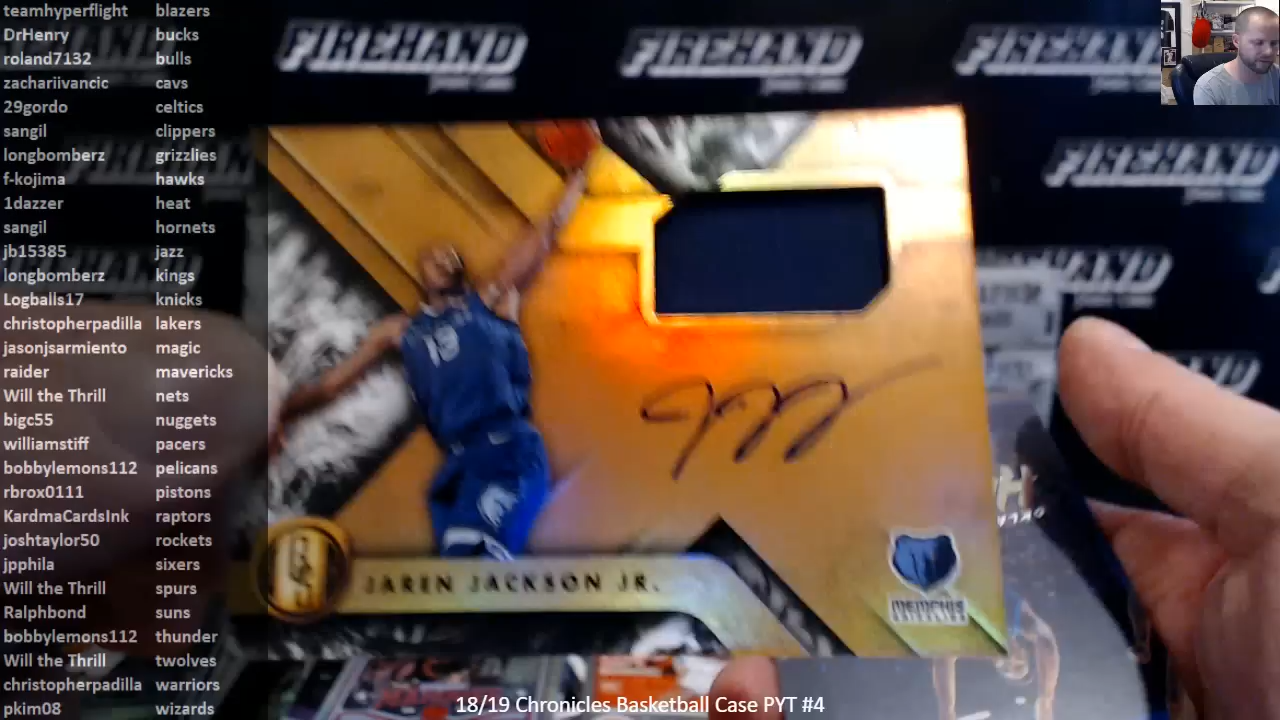 teamhyperflight blazers
DrHenry bucks
roland7132 bulls
zachariivancic cavs
29gordo celtics
sangil clippers
longbomberz grizzlies
f-kojima hawks
1dazzer heat
sangil hornets
jb15385 jazz
longbomberz kings
Logballs17 knicks
christopherpadilla lakers
jasonjsarmiento magic
raider mavericks
Will the Thrill nets
bigc55 nuggets
williamstiff pacers
bobbylemons112 pelicans
rbrox0111 pistons
KardmaCardsInk raptors
joshtaylor50 rockets
jpphila sixers
Will the Thrill spurs
Ralphbond suns
bobbylemons112 thunder
Will the Thrill twolves
christopherpadilla warriors
pkim08 wizards
FIREHAND
FIREHAND
FIREHAND
FIREHAND
JAREN JACKSON JR.
MEMPHIS
GRIZZLIES
18/19 Chronicles Basketball Case PYT #4